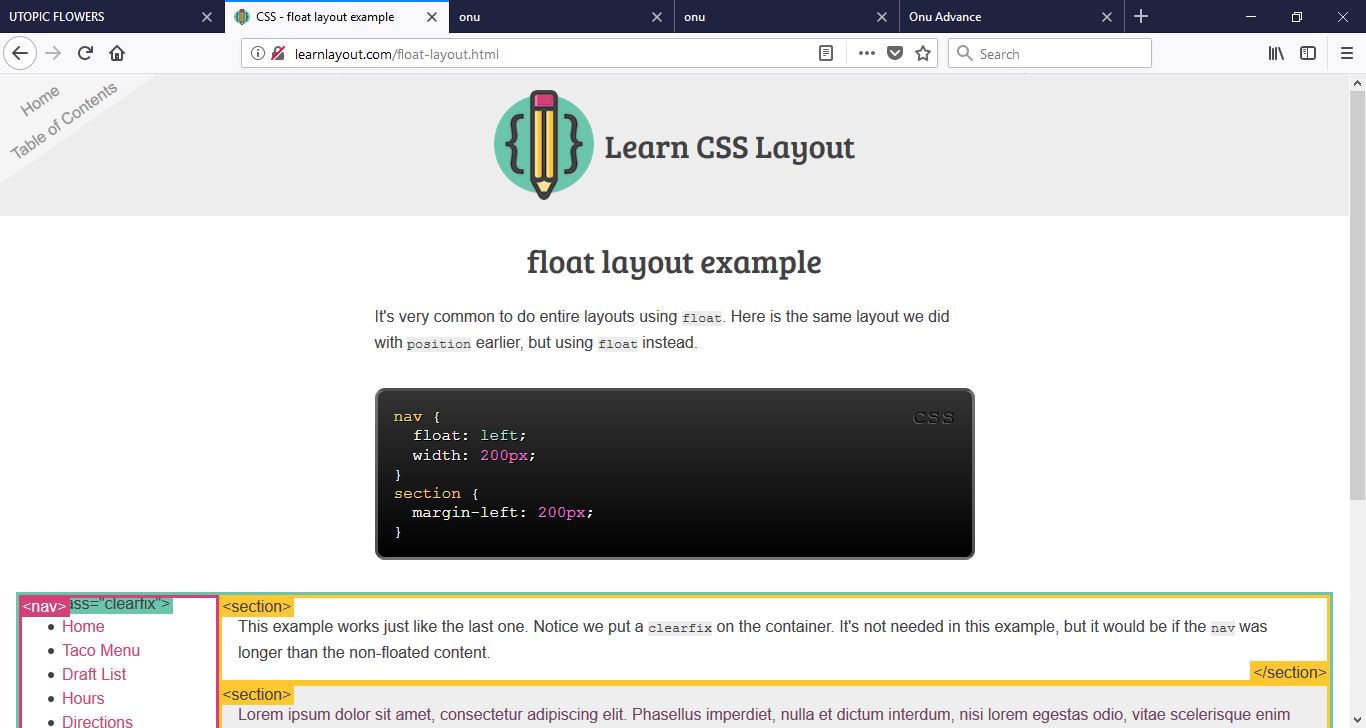 UTOPIC FLOWERS
CSS - float layout example
onu
onu
Onu Advance
learnlayout.com/float-layout.html
Search
Home
Table of Contents
Learn CSS Layout
float layout example
It's very common to do entire layouts using float. Here is the same layout we did
with position earlier, but using float instead.
CSS
nav {
  float: left;
  width: 200px;
}
section {
  margin-left: 200px;
}
<nav>ass="clearfix">
Home
Taco Menu
Draft List
Hours
Directions
<section>
This example works just like the last one. Notice we put a clearfix on the container. It's not needed in this example, but it would be if the nav was
longer than the non-floated content.
</section>
<section>
Lorem ipsum dolor sit amet, consectetur adipiscing elit. Phasellus imperdiet, nulla et dictum interdum, nisi lorem egestas odio, vitae scelerisque enim